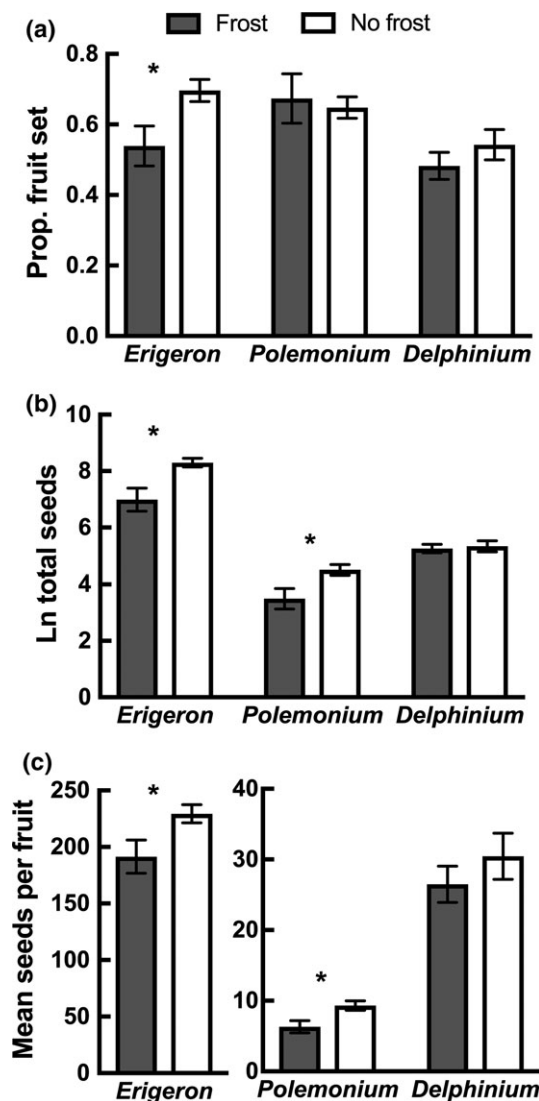 (a) Frost No frost
Prop. fruit set
0.8
0.6
0.4
0.2
0.0
*
Erigeron Polemonium Delphinium
(b)
Ln total seeds
10
8
6
4
2
0
*
*
Erigeron Polemonium Delphinium
(c)
Mean seeds per fruit
250
200
150
100
50
0
*
Erigeron
40
30
20
10
0
*
Polemonium Delphinium